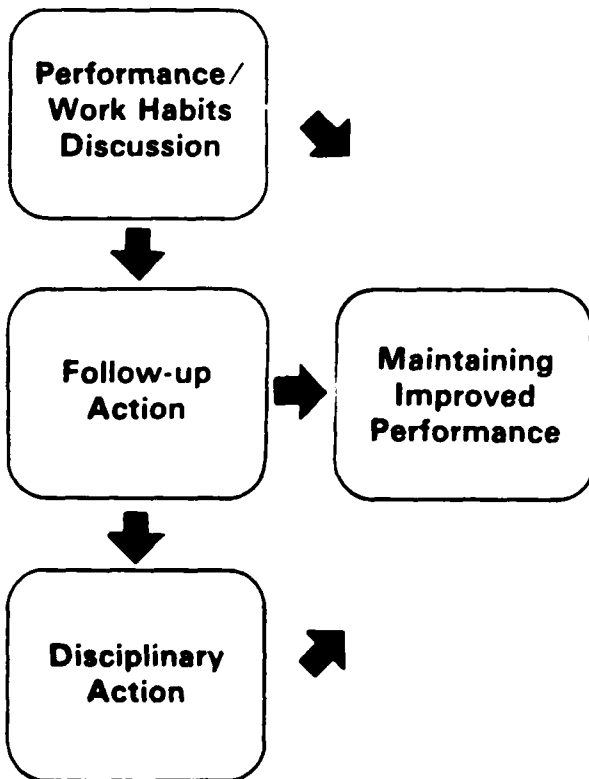 Performance/
Work Habits
Discussion
Follow-up
Action
Maintaining
Improved
Performance
Disciplinary
Action